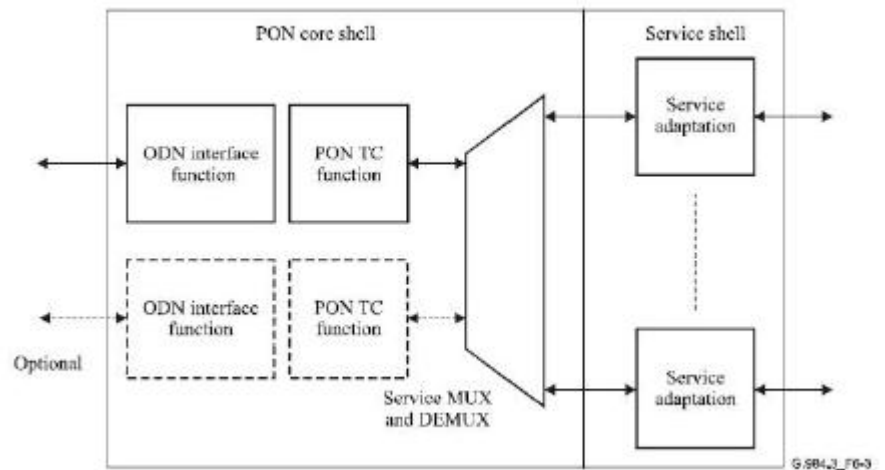 PON core shell
Service shell
ODN interface
function
PON TC
function
Service
adaptation
ODN interface
function
PON TC
function
Optional
Service MUX
and DEMUX
Service
adaptation
G.984.3_F6-3